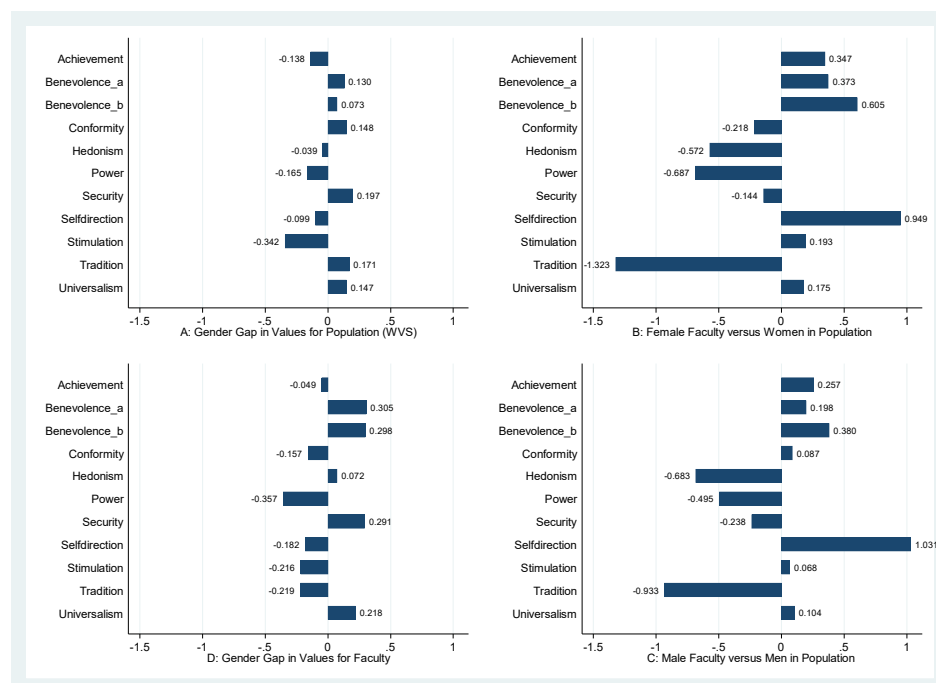 Achievement -0.138
Benevolence_a 0.130
Benevolence_b 0.073
Conformity 0.148
Hedonism -0.039
Power -0.165
Security 0.197
Selfdirection -0.099
Stimulation -0.342
Tradition 0.171
Universalism 0.147
-1.5 -1 -.5 0 .5 1
A: Gender Gap in Values for Population (WVS)
Achievement 0.347
Benevolence_a 0.373
Benevolence_b 0.605
Conformity -0.218
Hedonism -0.572
Power -0.687
Security -0.144
Selfdirection 0.949
Stimulation 0.193
Tradition -1.323
Universalism 0.175
-1.5 -1 -.5 0 .5 1
B: Female Faculty versus Women in Population
Achievement -0.049
Benevolence_a 0.305
Benevolence_b 0.298
Conformity -0.157
Hedonism 0.072
Power -0.357
Security 0.291
Selfdirection -0.182
Stimulation -0.216
Tradition -0.219
Universalism 0.218
-1.5 -1 -.5 0 .5 1
D: Gender Gap in Values for Faculty
Achievement 0.257
Benevolence_a 0.198
Benevolence_b 0.380
Conformity 0.087
Hedonism -0.683
Power -0.495
Security -0.238
Selfdirection 1.031
Stimulation 0.068
Tradition -0.933
Universalism 0.104
-1.5 -1 -.5 0 .5 1
C: Male Faculty versus Men in Population